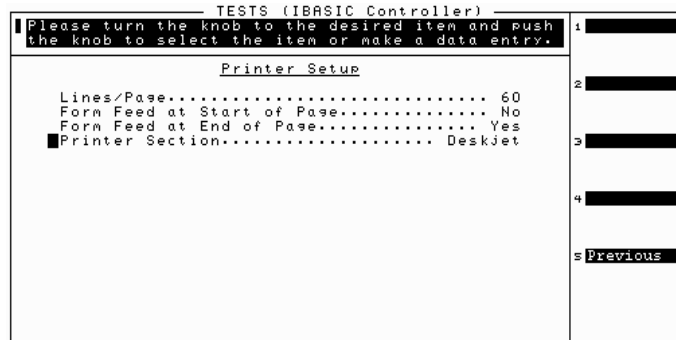 TESTS (IBASIC Controller)
Please turn the knob to the desired item and push
the knob to select the item or make a data entry.
1
Printer Setup
2
Lines/Page.............................. 60
Form Feed at Start of Page.............. No
Form Feed at End of Page............... Yes
Printer Section.................... Deskjet
3
4
5 Previous